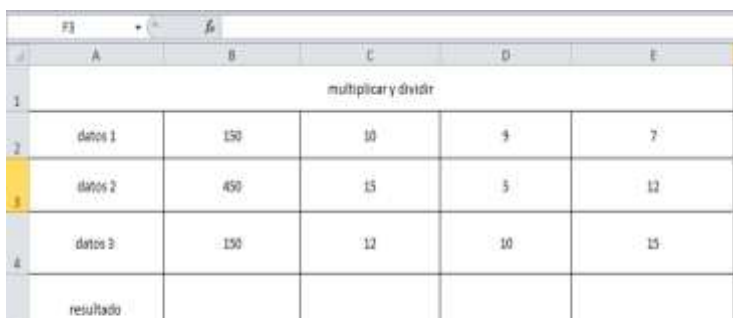 F3 fx
A B C D E
1 multiplicar y dividir
2 datos 1 150 10 9 7
3 datos 2 450 15 5 12
4 datos 3 150 12 10 15
resultado